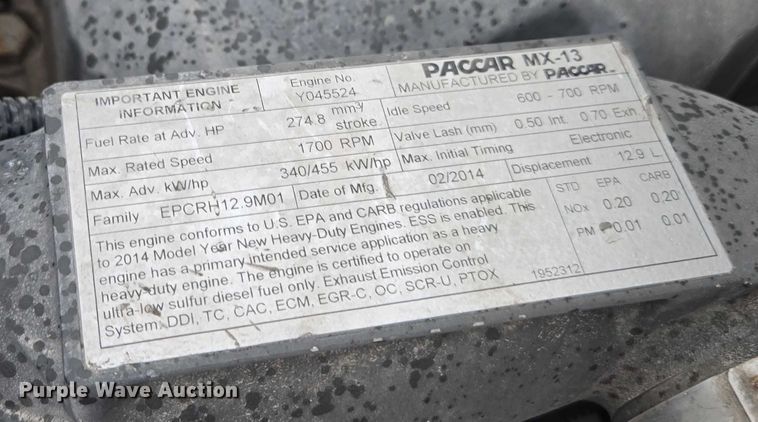 IMPORTANT ENGINE
INFORMATION
Engine No.
Y045524
PACCAR MX-13
MANUFACTURED BY PACCAR
Fuel Rate at Adv. HP 274.8 mm³/
stroke
Idle Speed 600 - 700 RPM
Max. Rated Speed 1700 RPM
Valve Lash (mm) 0.50 Int. 0.70 Exh.
Max. Adv. kW/hp 340/455 kW/hp
Max. Initial Timing Electronic
Family EPCRH12.9M01
Date of Mfg. 02/2014
Displacement 12.9 L
This engine conforms to U.S. EPA and CARB regulations applicable
to 2014 Model Year New Heavy-Duty Engines. ESS is enabled. This
engine has a primary intended service application as a heavy
heavy-duty engine. The engine is certified to operate on
ultra-low sulfur diesel fuel only. Exhaust Emission Control
System: DDI, TC, CAC, ECM, EGR-C, OC, SCR-U, PTOX
1952312
STD EPA CARB
NOx 0.20 0.20
PM 0.01 0.01
Purple Wave Auction